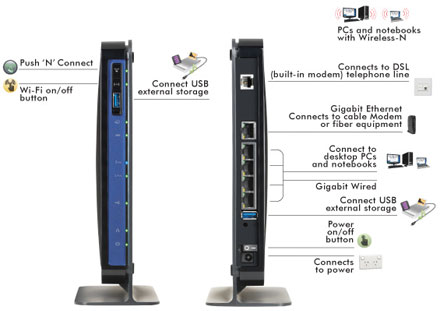 PCs and notebooks
with Wireless-N
Push 'N' Connect
Wi-Fi on/off
button
Connect USB
external storage
Connects to DSL
(built-in modem) telephone line
Gigabit Ethernet
Connects to cable Modem
or fiber equipment
Connect to
desktop PCs
and notebooks
Gigabit Wired
Connect USB
external storage
Power
on/off
button
Connects
to power